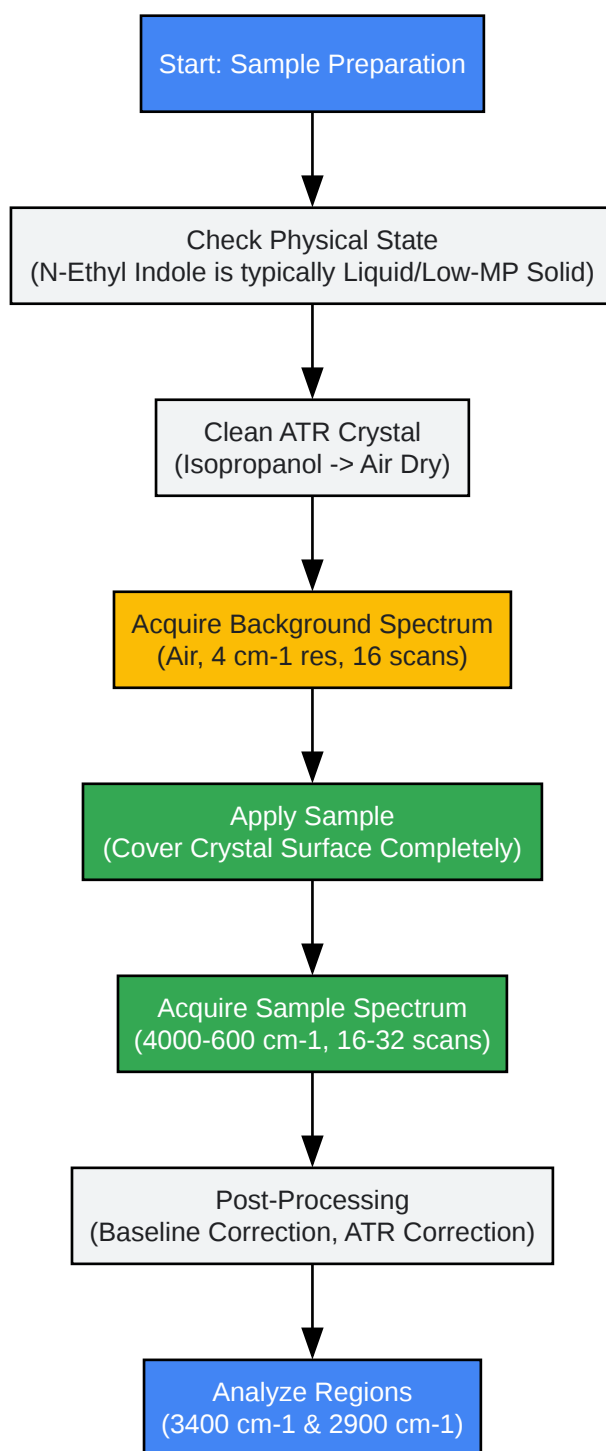 Start: Sample Preparation
Check Physical State
(N-Ethyl Indole is typically Liquid/Low-MP Solid)
Clean ATR Crystal
(Isopropanol -> Air Dry)
Acquire Background Spectrum
(Air, 4 cm-1 res, 16 scans)
Apply Sample
(Cover Crystal Surface Completely)
Acquire Sample Spectrum
(4000-600 cm-1, 16-32 scans)
Post-Processing
(Baseline Correction, ATR Correction)
Analyze Regions
(3400 cm-1 & 2900 cm-1)